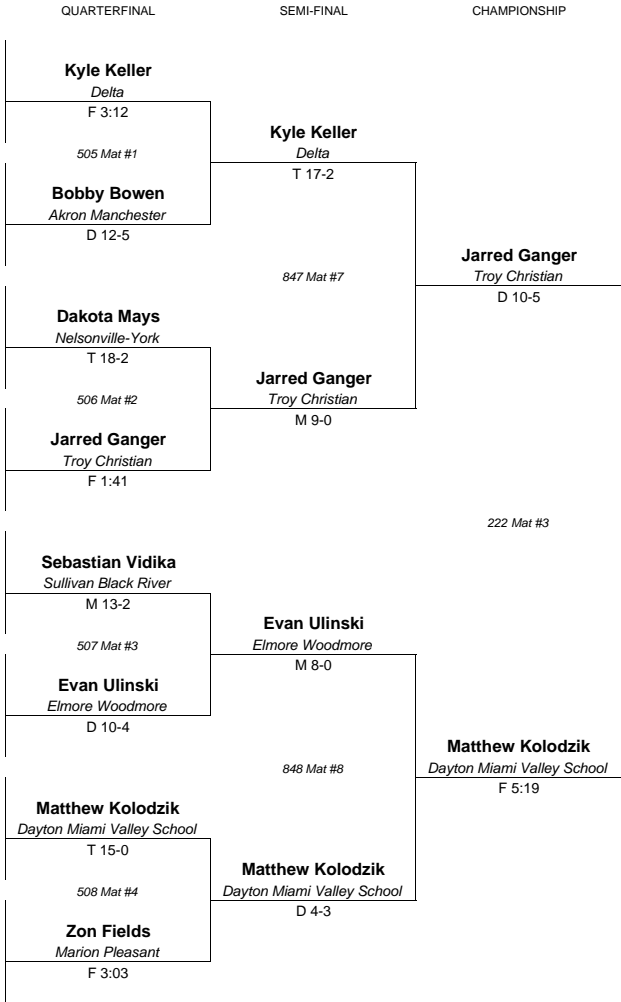 QUARTERFINAL
SEMI-FINAL
CHAMPIONSHIP
Kyle Keller
Delta
F 3:12
505 Mat #1
Bobby Bowen
Akron Manchester
D 12-5
Dakota Mays
Nelsonville-York
T 18-2
506 Mat #2
Jarred Ganger
Troy Christian
F 1:41
Sebastian Vidika
Sullivan Black River
M 13-2
507 Mat #3
Evan Ulinski
Elmore Woodmore
D 10-4
Matthew Kolodzik
Dayton Miami Valley School
T 15-0
508 Mat #4
Zon Fields
Marion Pleasant
F 3:03
Kyle Keller
Delta
T 17-2
847 Mat #7
Jarred Ganger
Troy Christian
M 9-0
Evan Ulinski
Elmore Woodmore
M 8-0
848 Mat #8
Matthew Kolodzik
Dayton Miami Valley School
D 4-3
Jarred Ganger
Troy Christian
D 10-5
222 Mat #3
Matthew Kolodzik
Dayton Miami Valley School
F 5:19